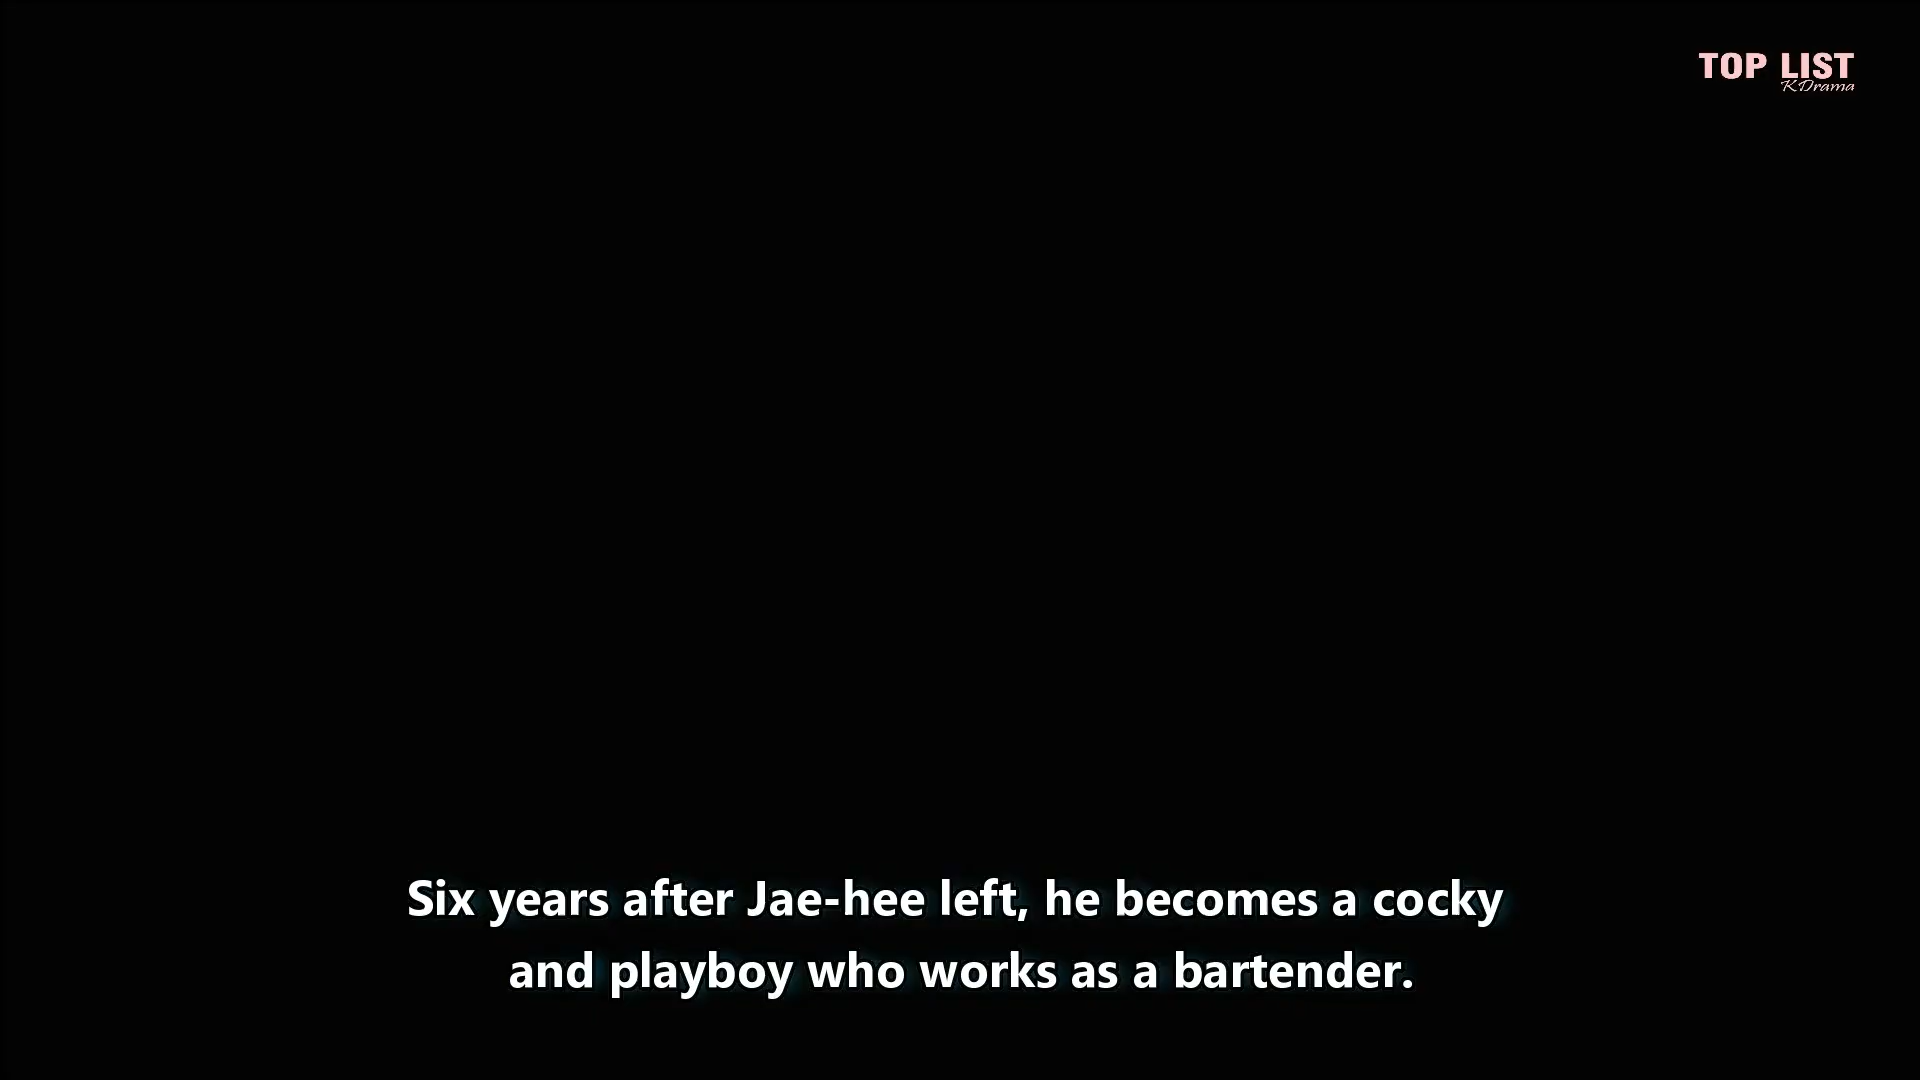 TOP LIST
KDrama
Six years after Jae-hee left, he becomes a cocky
and playboy who works as a bartender.